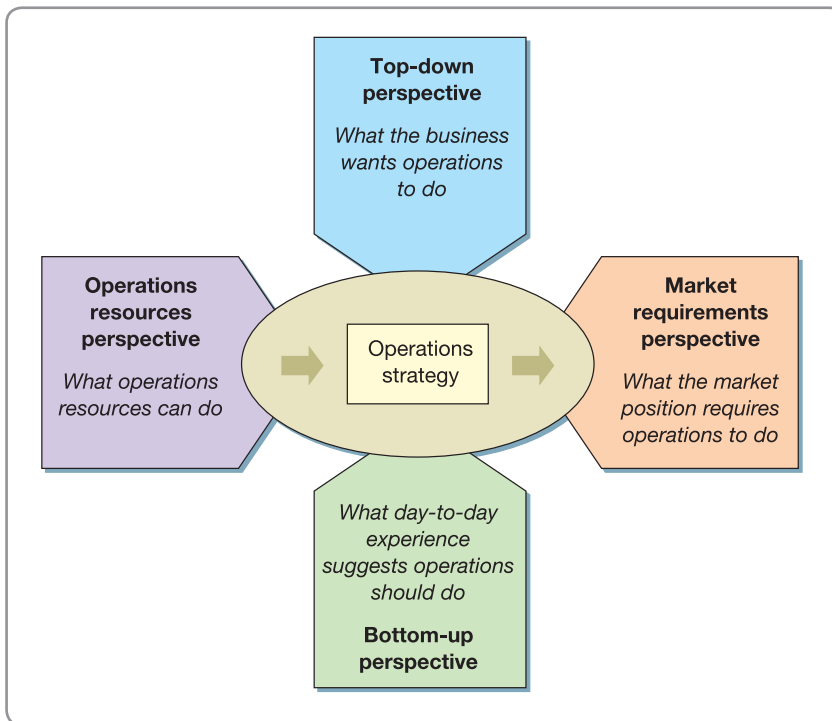 Top-down
perspective
What the business
wants operations
to do
Operations
resources
perspective
What operations
resources can do
Operations
strategy
Market
requirements
perspective
What the market
position requires
operations to do
What day-to-day
experience
suggests operations
should do
Bottom-up
perspective